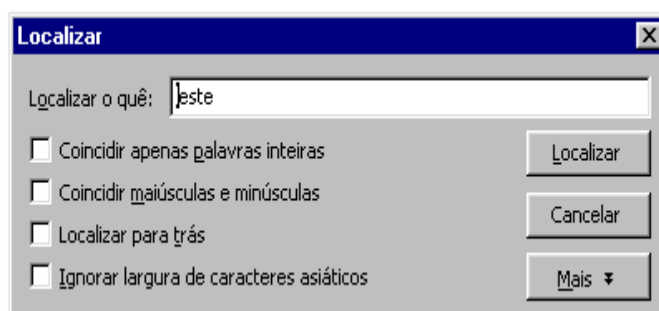 Localizar
Localizar o quê: este
Coincidir apenas palavras inteiras
Localizar
Coincidir maiúsculas e minúsculas
Cancelar
Localizar para trás
Ignorar largura de caracteres asiáticos
Mais